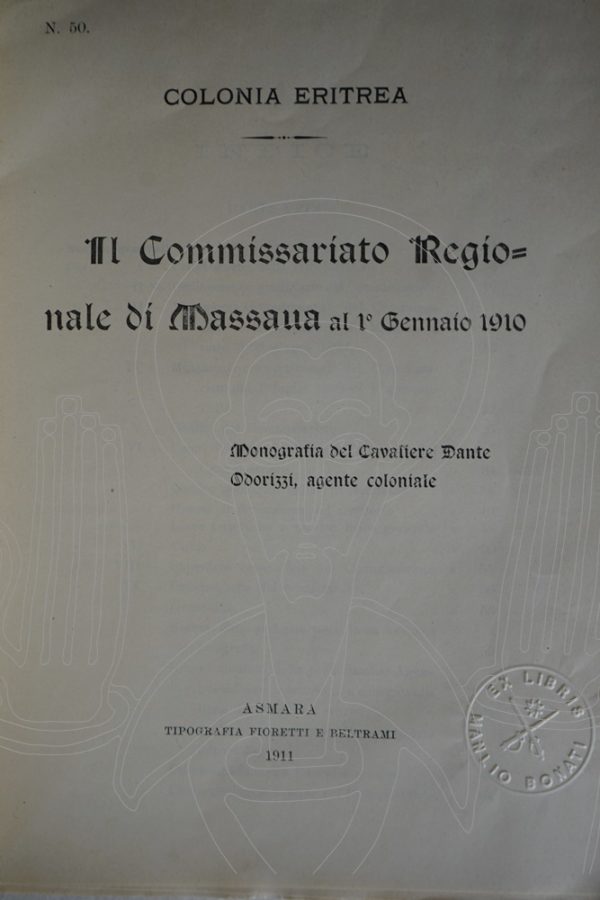 N. 50.
COLONIA ERITREA
Il Commissariato Regio=
nale di Massaua al 1º Gennaio 1910
Monografia del Cavaliere Dante
Odorizzi, agente coloniale
ASMARA
TIPOGRAFIA FIORETTI E BELTRAMI
1911
EX LIBRIS
MANLIO BONATI